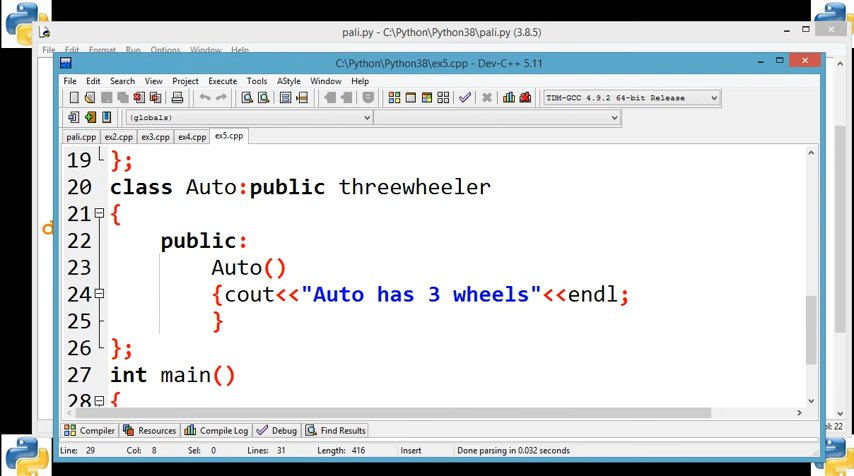 pali.py - C:\Python\Python38\pali.py (3.8.5)
File Edit Format Run Options Window Help
C:\Python\Python38\ex5.cpp - Dev-C++ 5.11
File Edit Search View Project Execute Tools AStyle Window Help
TDM-GCC 4.9.2 64-bit Release
(globals)
pali.cpp ex2.cpp ex3.cpp ex4.cpp ex5.cpp
19 };
20 class Auto:public threewheeler
21 {
22 public:
23 Auto()
24 {cout<<"Auto has 3 wheels"<<endl;
25 }
26 };
27 int main()
28 {
Compiler Resources Compile Log Debug Find Results
Line: 29 Col: 8 Sel: 0 Lines: 31 Length: 416 Insert Done parsing in 0.032 seconds
Col: 22